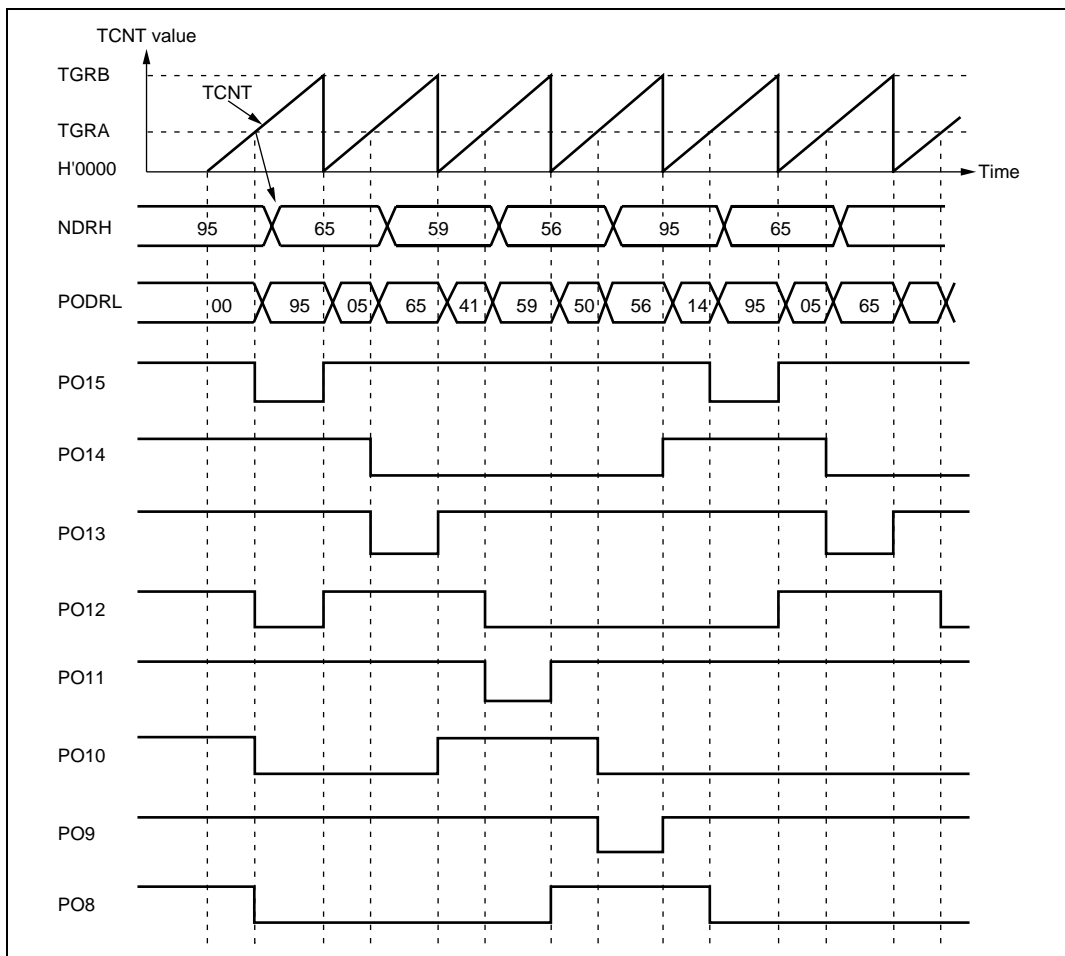 TCNT value
TGRB
TCNT
TGRA
H'0000
Time
NDRH
95 65 59 56 95 65
PODRL
00 95 05 65 41 59 50 56 14 95 05 65
PO15
PO14
PO13
PO12
PO11
PO10
PO9
PO8